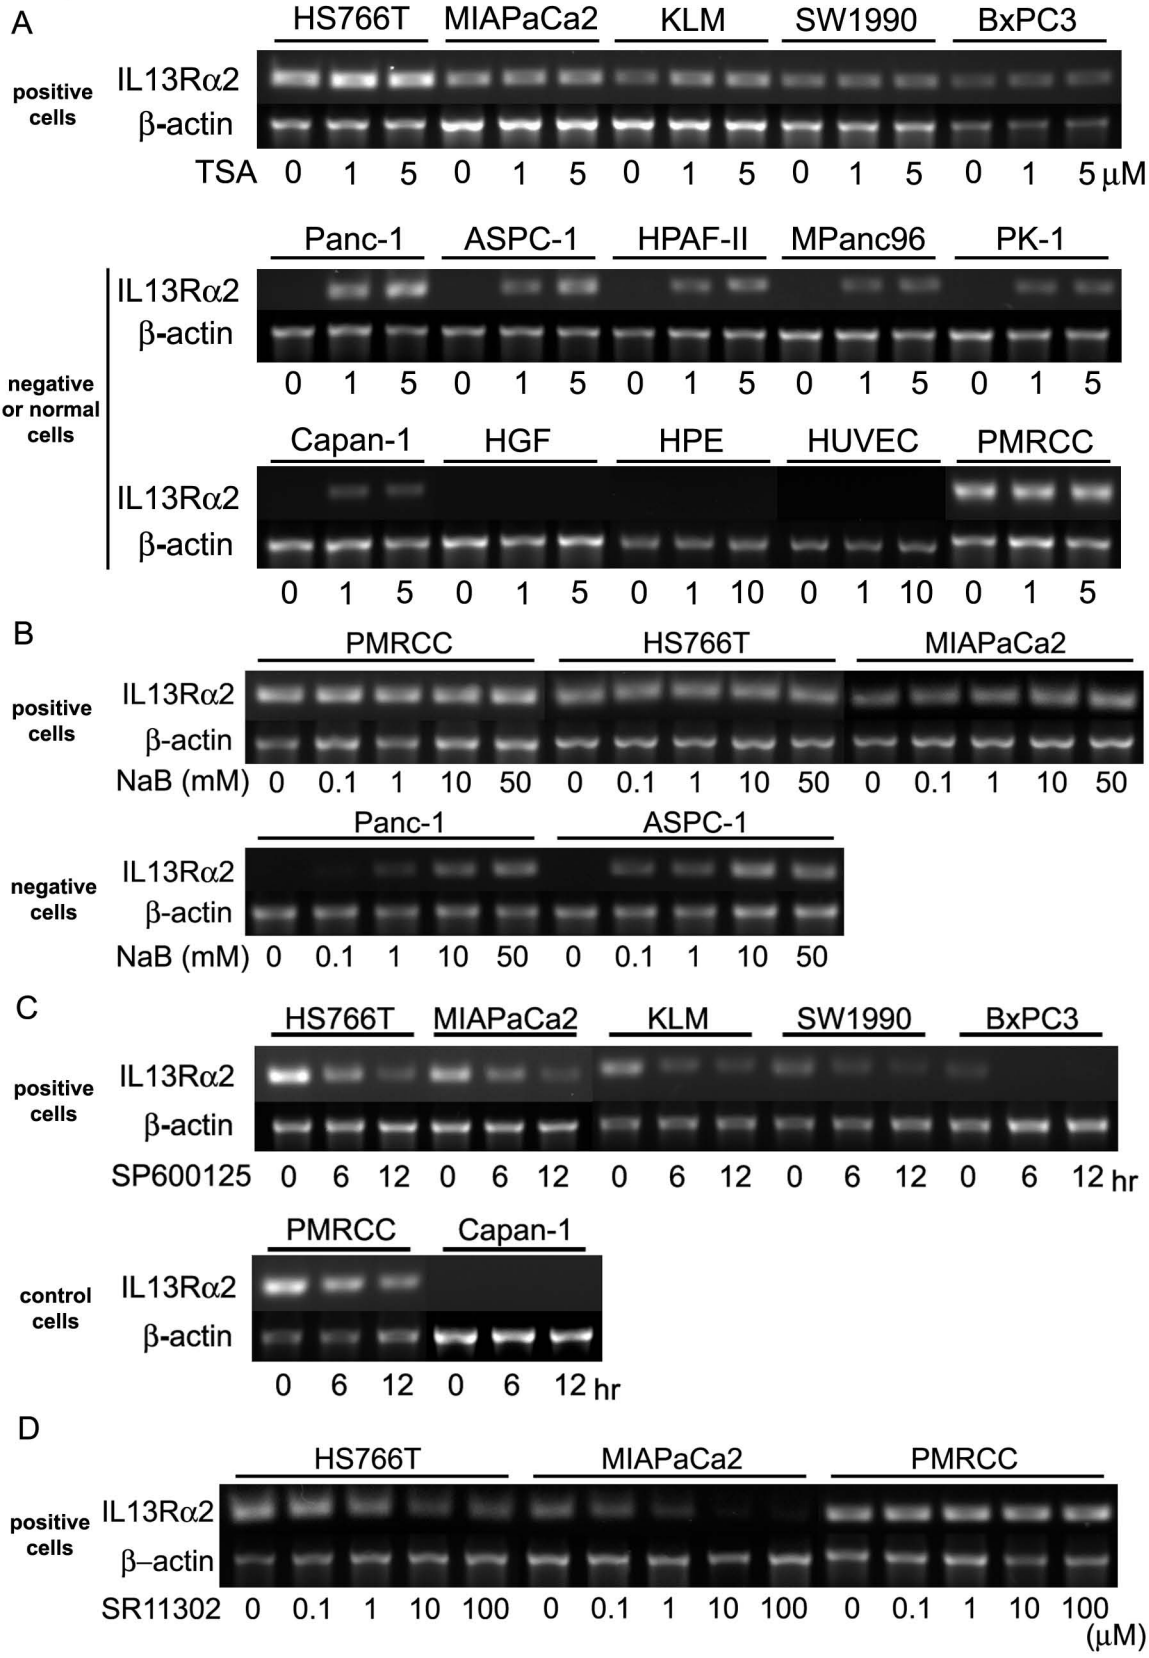 A
HS766T MIAPaCa2 KLM SW1990 BxPC3
positive cells
IL13Rα2
β-actin
TSA 0 1 5 0 1 5 0 1 5 0 1 5 0 1 5 μM
Panc-1 ASPC-1 HPAF-II MPanc96 PK-1
IL13Rα2
β-actin
0 1 5 0 1 5 0 1 5 0 1 5 0 1 5
negative or normal cells
Capan-1 HGF HPE HUVEC PMRCC
IL13Rα2
β-actin
0 1 5 0 1 5 0 1 10 0 1 10 0 1 5
B
PMRCC HS766T MIAPaCa2
positive cells
IL13Rα2
β-actin
NaB (mM) 0 0.1 1 10 50 0 0.1 1 10 50 0 0.1 1 10 50
Panc-1 ASPC-1
negative cells
IL13Rα2
β-actin
NaB (mM) 0 0.1 1 10 50 0 0.1 1 10 50
C
HS766T MIAPaCa2 KLM SW1990 BxPC3
positive cells
IL13Rα2
β-actin
SP600125 0 6 12 0 6 12 0 6 12 0 6 12 0 6 12 hr
PMRCC Capan-1
control cells
IL13Rα2
β-actin
0 6 12 0 6 12 hr
D
HS766T MIAPaCa2 PMRCC
positive cells
IL13Rα2
β–actin
SR11302 0 0.1 1 10 100 0 0.1 1 10 100 0 0.1 1 10 100
(μM)